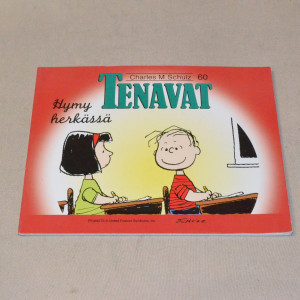 Charles M. Schulz 60
TENAVAT
Hymy
herkässä